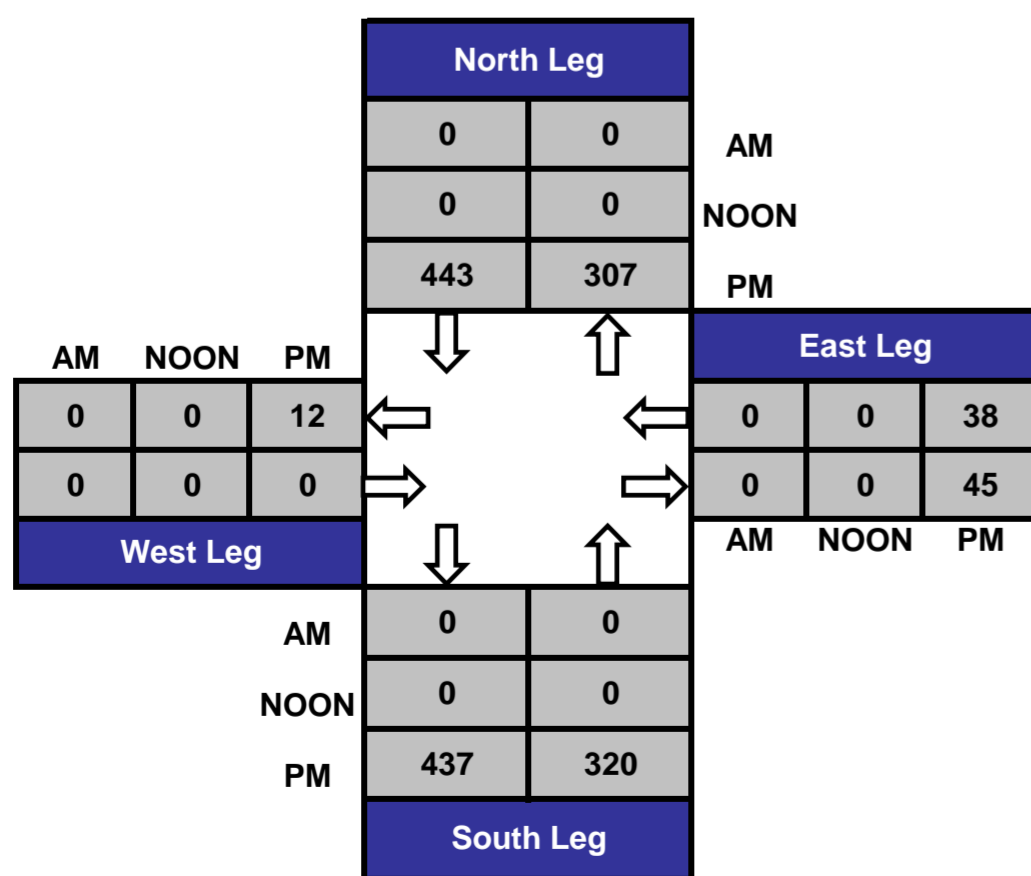 North Leg
0 0
AM
0 0
NOON
443 307
PM
AM NOON PM
East Leg
0 0 12
0 0 38
0 0 0
0 0 45
West Leg
AM NOON PM
AM
0 0
NOON
0 0
PM
437 320
South Leg